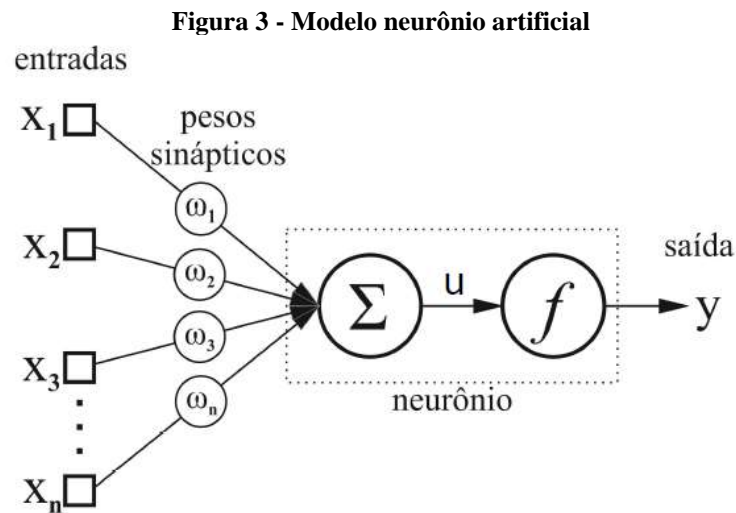 Figura 3 - Modelo neurônio artificial
entradas
X1
pesos
sinápticos
ω1
X2
ω2
saída
Σ
u
f
y
X3
ω3
neurônio
ωn
Xn